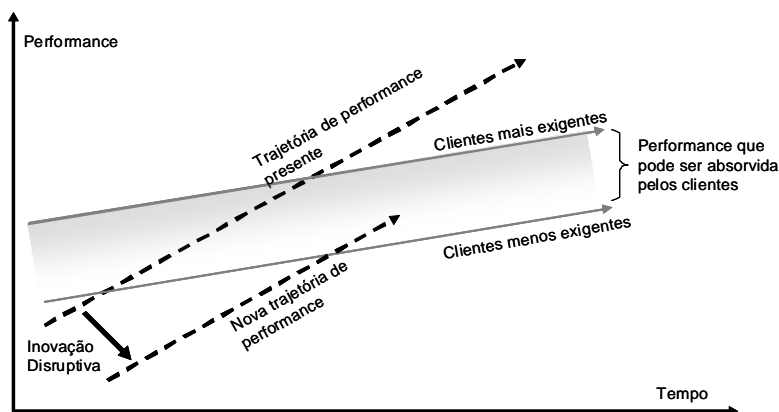 Performance
Trajetória de performance
presente
Clientes mais exigentes
Performance que
pode ser absorvida
pelos clientes
Clientes menos exigentes
Nova trajetória de
performance
Inovação
Disruptiva
Tempo